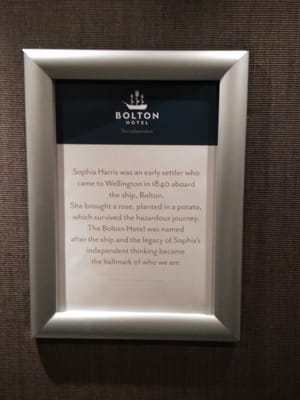 BOLTON
HOTEL
The independent
Sophia Harris was an early settler who
came to Wellington in 1840 aboard
the ship, Bolton.
She brought a rose, planted in a potato,
which survived the hazardous journey.
The Bolton Hotel was named
after the ship and the legacy of Sophia's
independent thinking became
the hallmark of who we are.